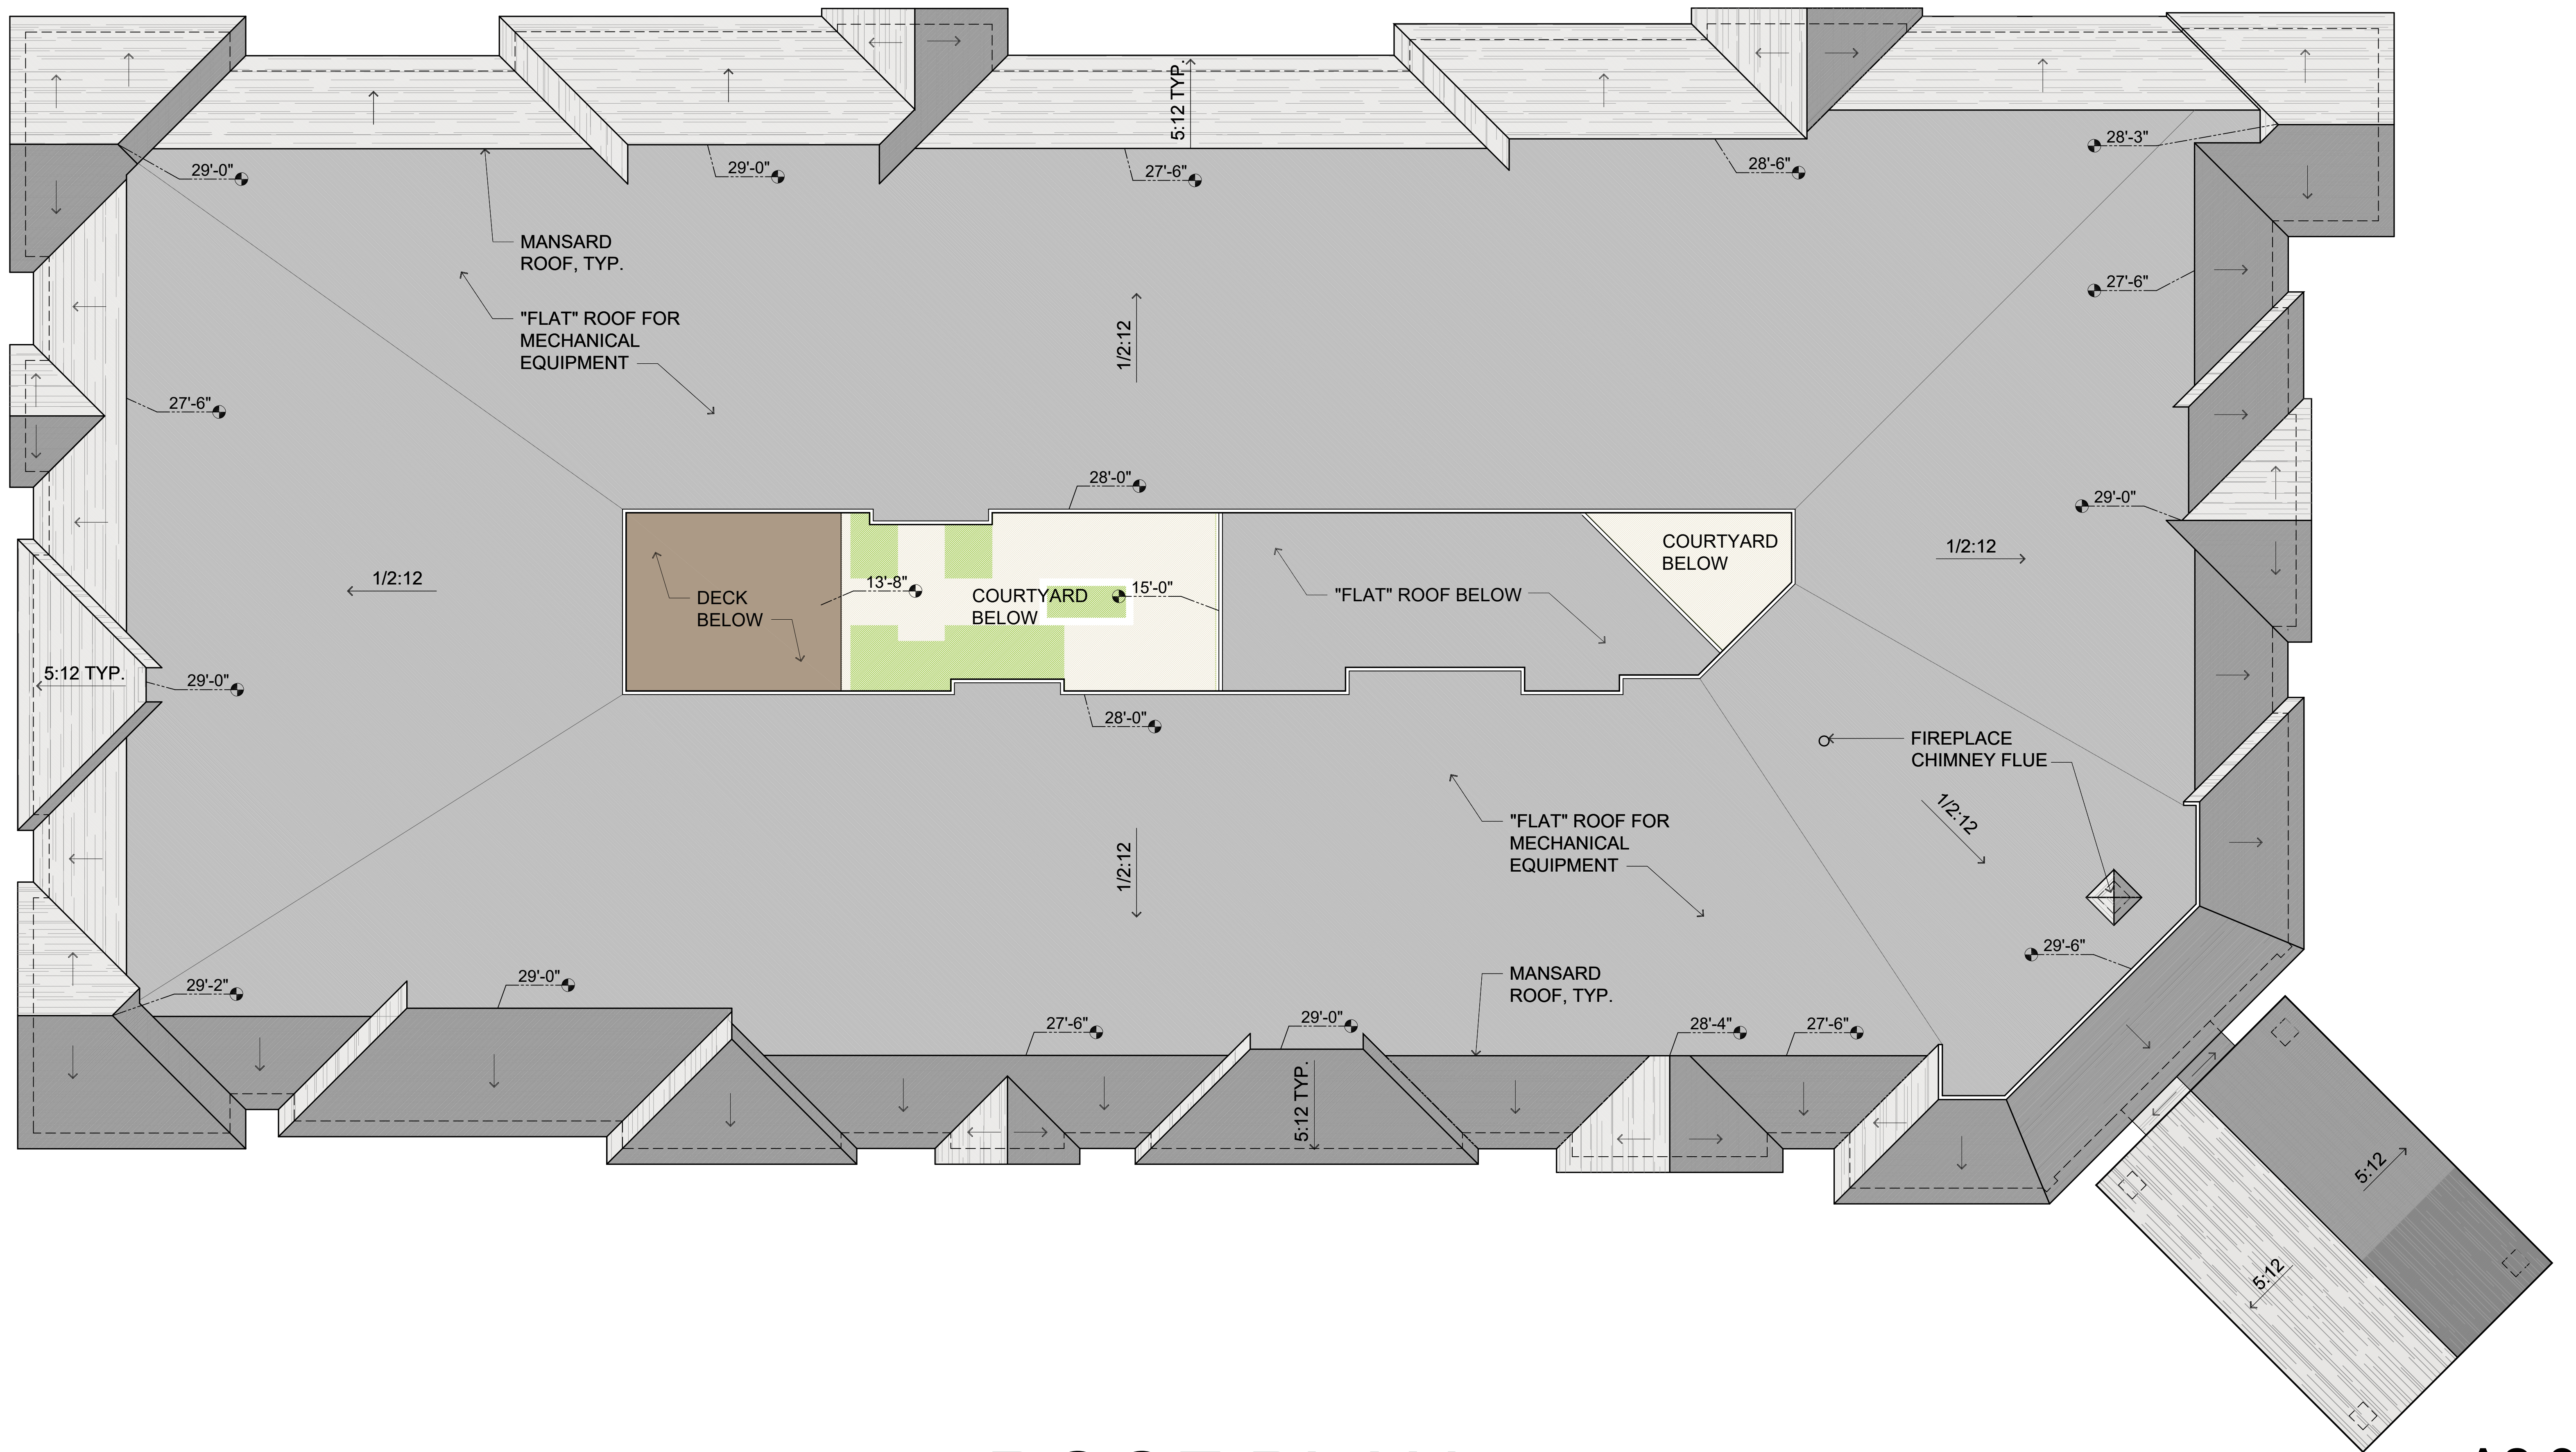 5:12 TYP.
28'-3"
29'-0"
29'-0"
27'-6"
28'-6"
MANSARD
ROOF, TYP.
27'-6"
"FLAT" ROOF FOR
MECHANICAL
EQUIPMENT
1/2:12
27'-6"
28'-0"
29'-0"
COURTYARD
BELOW
1/2:12
1/2:12
13'-8"
15'-0"
DECK
BELOW
COURTYARD
BELOW
"FLAT" ROOF BELOW
5:12 TYP.
29'-0"
28'-0"
FIREPLACE
CHIMNEY FLUE
1/2:12
"FLAT" ROOF FOR
MECHANICAL
EQUIPMENT
1/2:12
29'-6"
29'-2"
29'-0"
MANSARD
ROOF, TYP.
27'-6"
29'-0"
28'-4"
27'-6"
5:12 TYP.
5:12
5:12